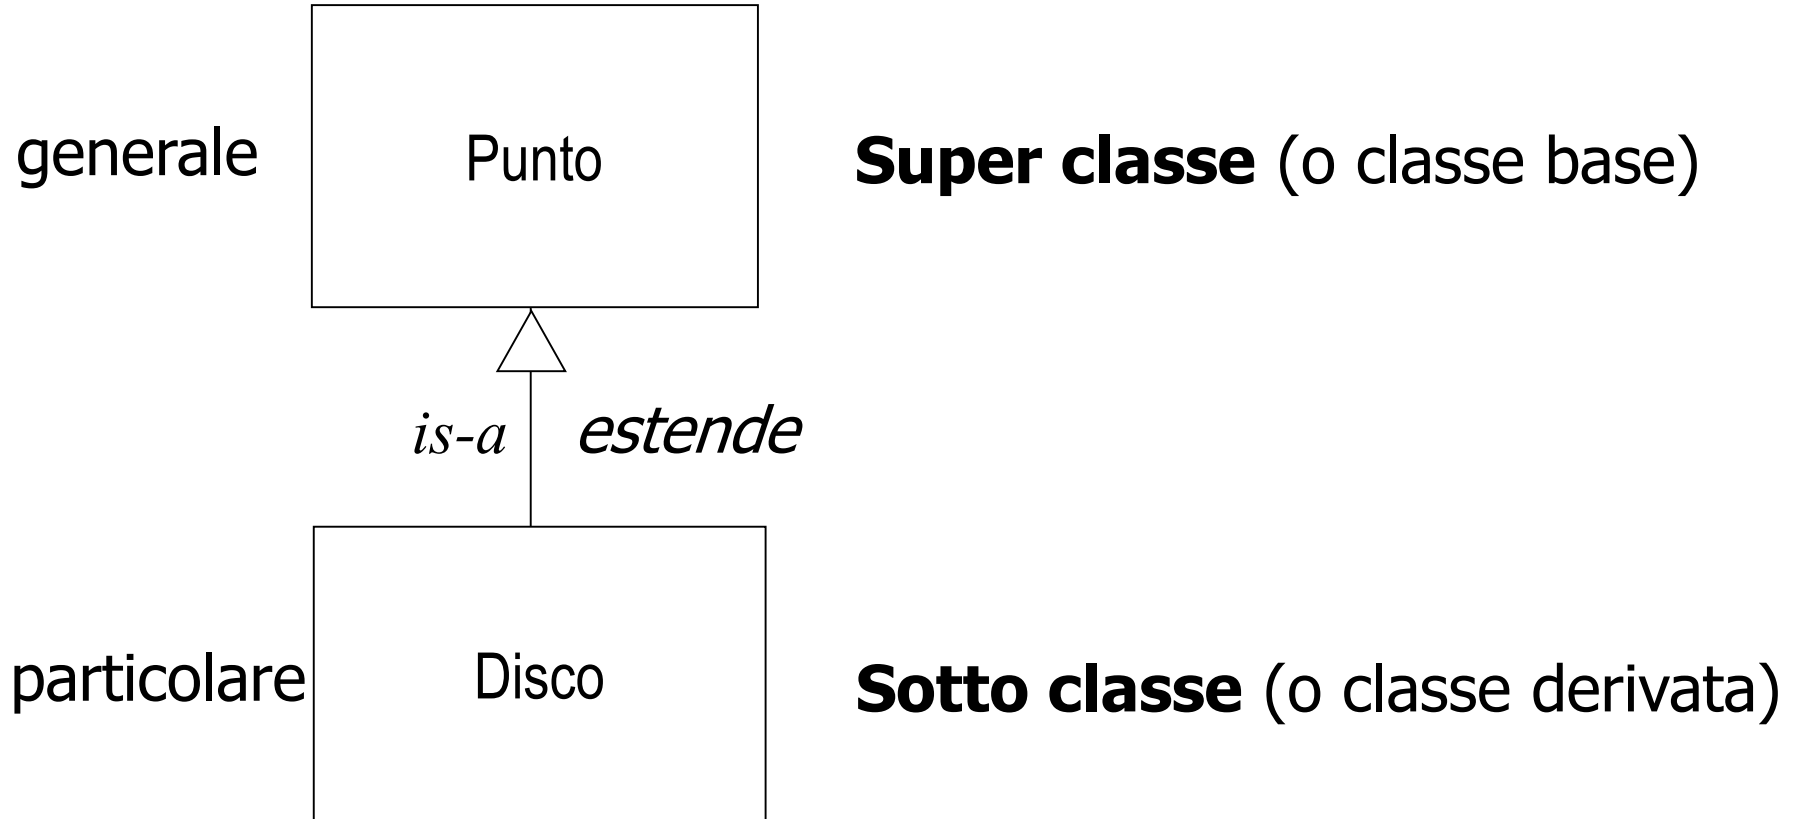 generale
Punto
Super classe (o classe base)
is-a
estende
particolare
Disco
Sotto classe (o classe derivata)